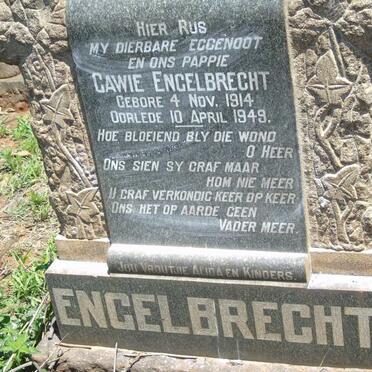 HIER RUS
MY DIERBARE EGGENOOT
EN ONS PAPPIE
GAWIE ENGELBRECHT
GEBORE 4 NOV. 1914
OORLEDE 10 APRIL 1949.
HOE BLOEIEND BLY DIE WOND
O HEER
ONS SIEN SY GRAF MAAR
HOM NIE MEER
U GRAF VERKONDIG KEER OP KEER
ONS HET OP AARDE GEEN
VADER MEER.
JOU VROUTJIE ALIDA EN KINDERS
ENGELBRECHT